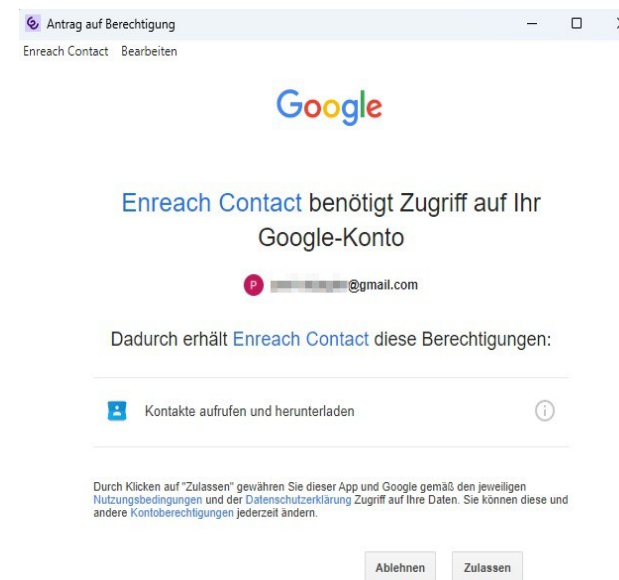 Antrag auf Berechtigung
Enreach Contact Bearbeiten
Google
Enreach Contact benötigt Zugriff auf Ihr
Google-Konto
P @gmail.com
Dadurch erhält Enreach Contact diese Berechtigungen:
Kontakte aufrufen und herunterladen
Durch Klicken auf "Zulassen" gewähren Sie dieser App und Google gemäß den jeweiligen
Nutzungsbedingungen und der Datenschutzerklärung Zugriff auf Ihre Daten. Sie können diese und
andere Kontoberechtigungen jederzeit ändern.
Ablehnen Zulassen